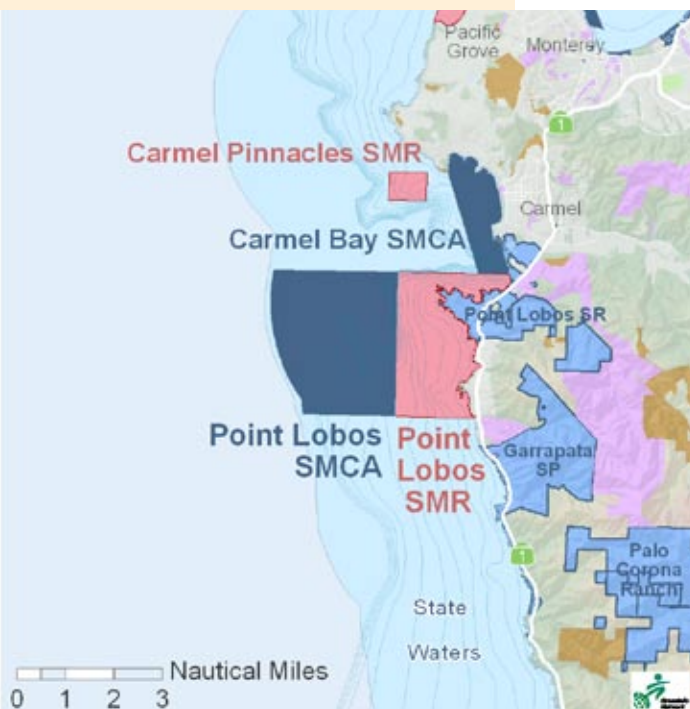 Pacific
Grove
Monterey
1
Carmel Pinnacles SMR
Carmel
Carmel Bay SMCA
Point Lobos SR
Point Lobos
SMCA
Point
Lobos
SMR
Garrapata
SP
1
Palo
Corona
Ranch
State
Waters
Nautical Miles
0 1 2 3